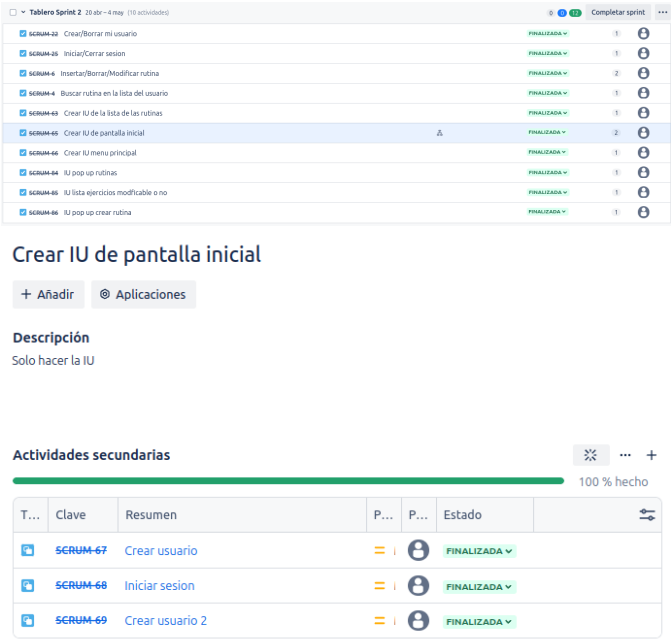 Tablero Sprint 2 20 abr – 4 may (10 actividades) 0 0 12 Completar sprint ...
SCRUM-22 Crear/Borrar mi usuario FINALIZADA 1
SCRUM-25 Iniciar/Cerrar sesion FINALIZADA 1
SCRUM-6 Insertar/Borrar/Modificar rutina FINALIZADA 2
SCRUM-4 Buscar rutina en la lista del usuario FINALIZADA 1
SCRUM-63 Crear IU de la lista de las rutinas FINALIZADA 1
SCRUM-65 Crear IU de pantalla inicial FINALIZADA 2
SCRUM-66 Crear IU menu principal FINALIZADA 1
SCRUM-84 IU pop up rutinas FINALIZADA 1
SCRUM-85 IU lista ejercicios modficable o no FINALIZADA 1
SCRUM-86 IU pop up crear rutina FINALIZADA 1
Crear IU de pantalla inicial
+ Añadir Aplicaciones
Descripción
Solo hacer la IU
Actividades secundarias ... +
100 % hecho
T... Clave Resumen P... P... Estado
SCRUM-67 Crear usuario FINALIZADA
SCRUM-68 Iniciar sesion FINALIZADA
SCRUM-69 Crear usuario 2 FINALIZADA